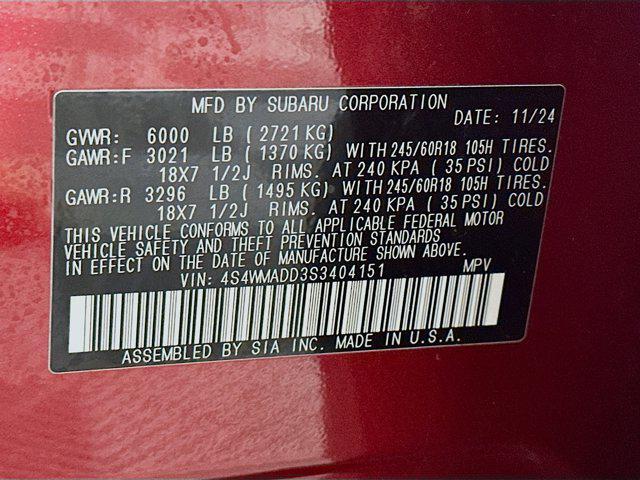 MFD BY SUBARU CORPORATION
DATE: 11/24
GVWR: 6000 LB ( 2721 KG)
GAWR:F 3021 LB ( 1370 KG) WITH 245/60R18 105H TIRES.
18X7 1/2J RIMS. AT 240 KPA ( 35 PSI) COLD
GAWR:R 3296 LB ( 1495 KG) WITH 245/60R18 105H TIRES.
18X7 1/2J RIMS. AT 240 KPA ( 35 PSI) COLD
THIS VEHICLE CONFORMS TO ALL APPLICABLE FEDERAL MOTOR
VEHICLE SAFETY AND THEFT PREVENTION STANDARDS
IN EFFECT ON THE DATE OF MANUFACTURE SHOWN ABOVE.
VIN: 4S4WMADD3S3404151 MPV
ASSEMBLED BY SIA INC. MADE IN U.S.A.